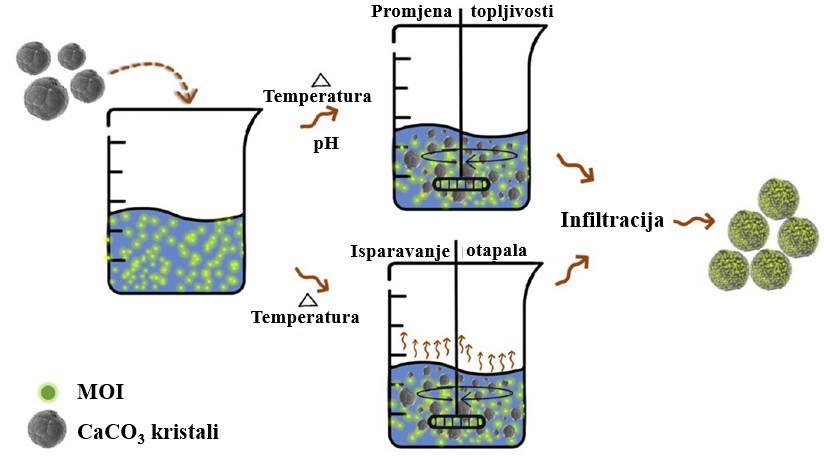 Promjena topljivosti
△
Temperatura
pH
Infiltracija
Isparavanje otapala
△
Temperatura
MOI
CaCO₃ kristali